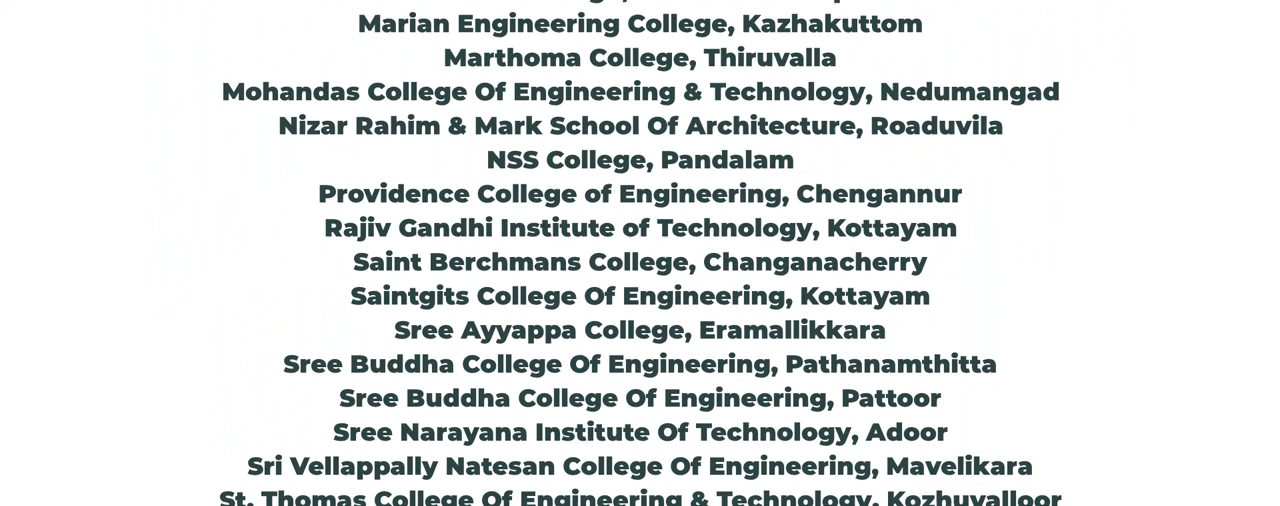 Marian Engineering College, Kazhakuttom
Marthoma College, Thiruvalla
Mohandas College Of Engineering & Technology, Nedumangad
Nizar Rahim & Mark School Of Architecture, Roaduvila
NSS College, Pandalam
Providence College of Engineering, Chengannur
Rajiv Gandhi Institute of Technology, Kottayam
Saint Berchmans College, Changanacherry
Saintgits College Of Engineering, Kottayam
Sree Ayyappa College, Eramallikkara
Sree Buddha College Of Engineering, Pathanamthitta
Sree Buddha College Of Engineering, Pattoor
Sree Narayana Institute Of Technology, Adoor
Sri Vellappally Natesan College Of Engineering, Mavelikara
St. Thomas College Of Engineering & Technology, Kozhuvalloor